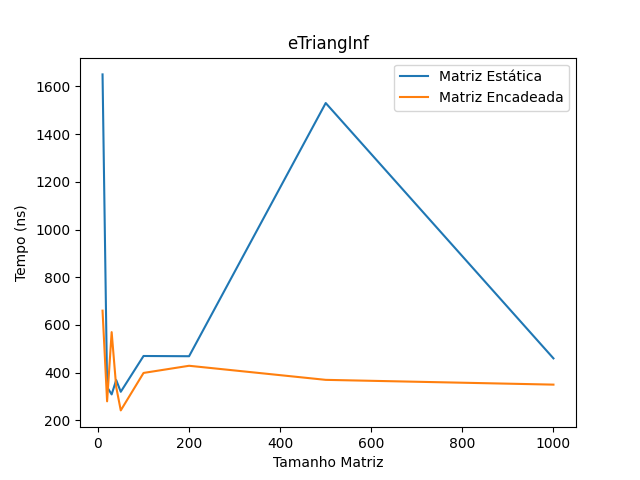 eTriangInf
Matriz Estática
Matriz Encadeada
1600
1400
1200
1000
800
600
400
200
Tempo (ns)
0 200 400 600 800 1000
Tamanho Matriz